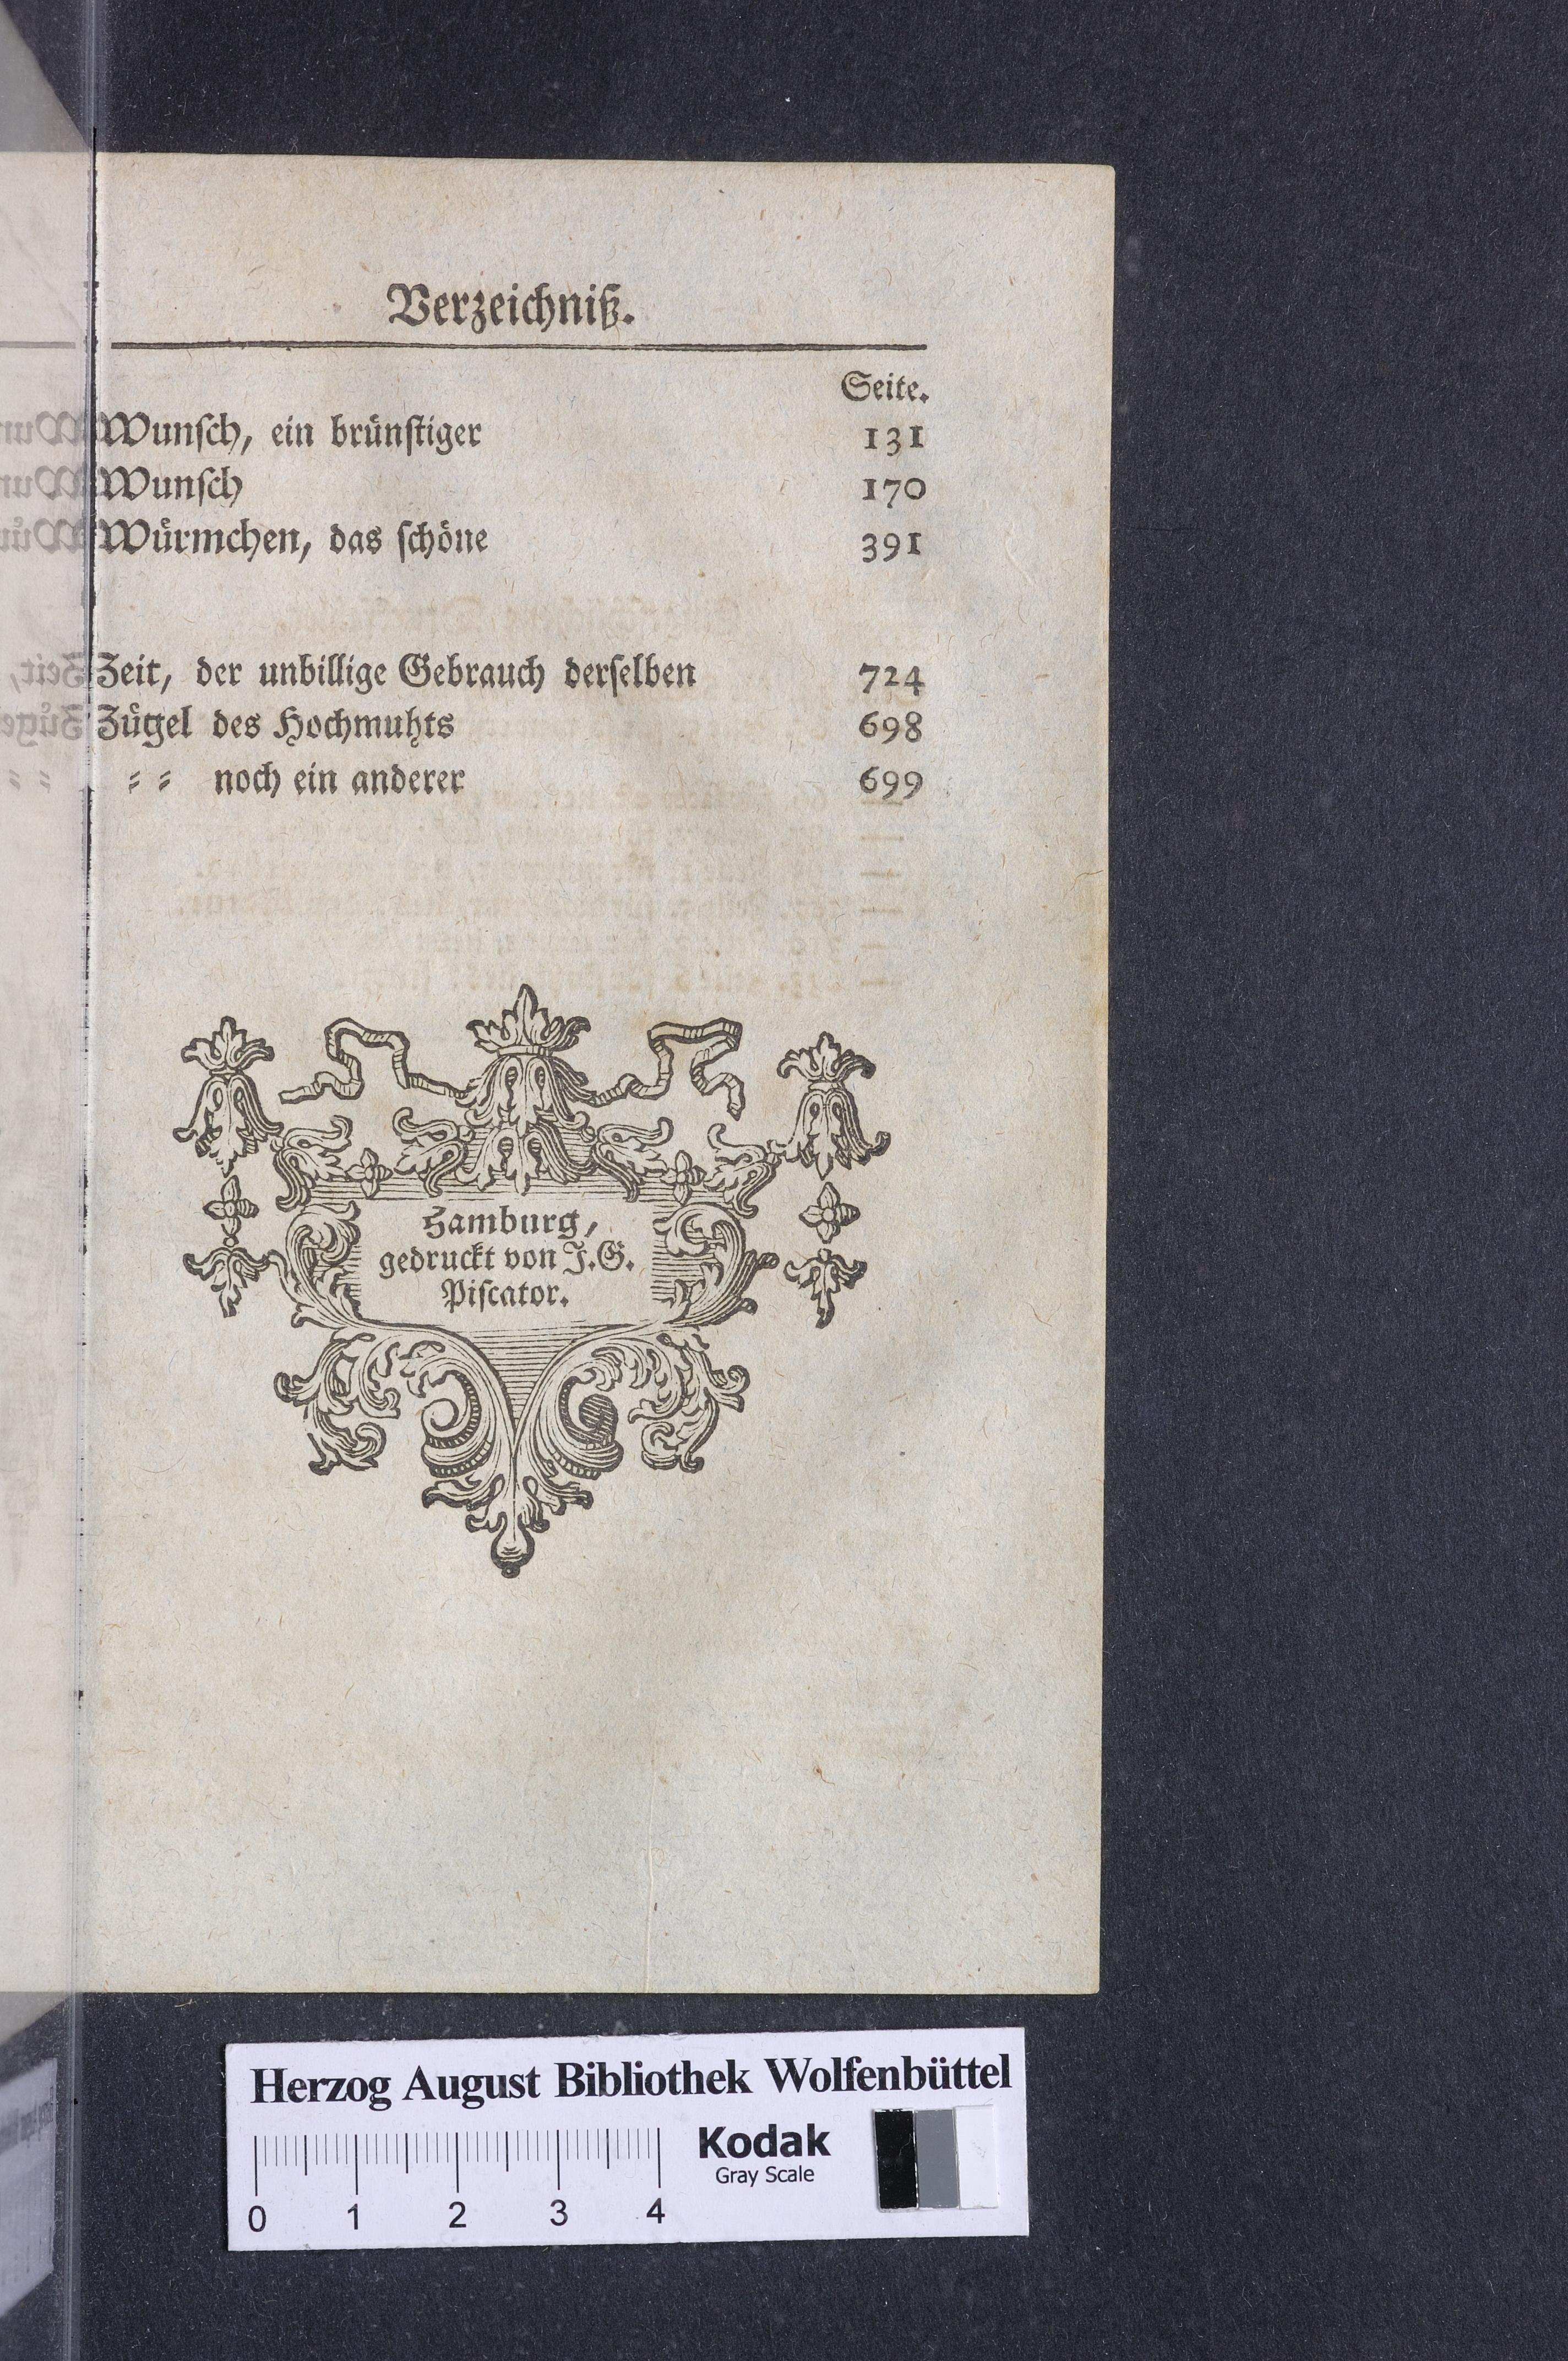 Verzeichniß.
Seite.
Wunſch, ein brünſtiger 131
Wunſch 170
Würmchen, das ſchöne 391
Zeit, der unbillige Gebrauch derſelben 724
Zügel des Hochmuhts 698
⸗ ⸗ noch ein anderer 699
Hamburg,
gedruckt von J.G.
Piſcator.
Herzog August Bibliothek Wolfenbüttel
Kodak
Gray Scale
0 1 2 3 4